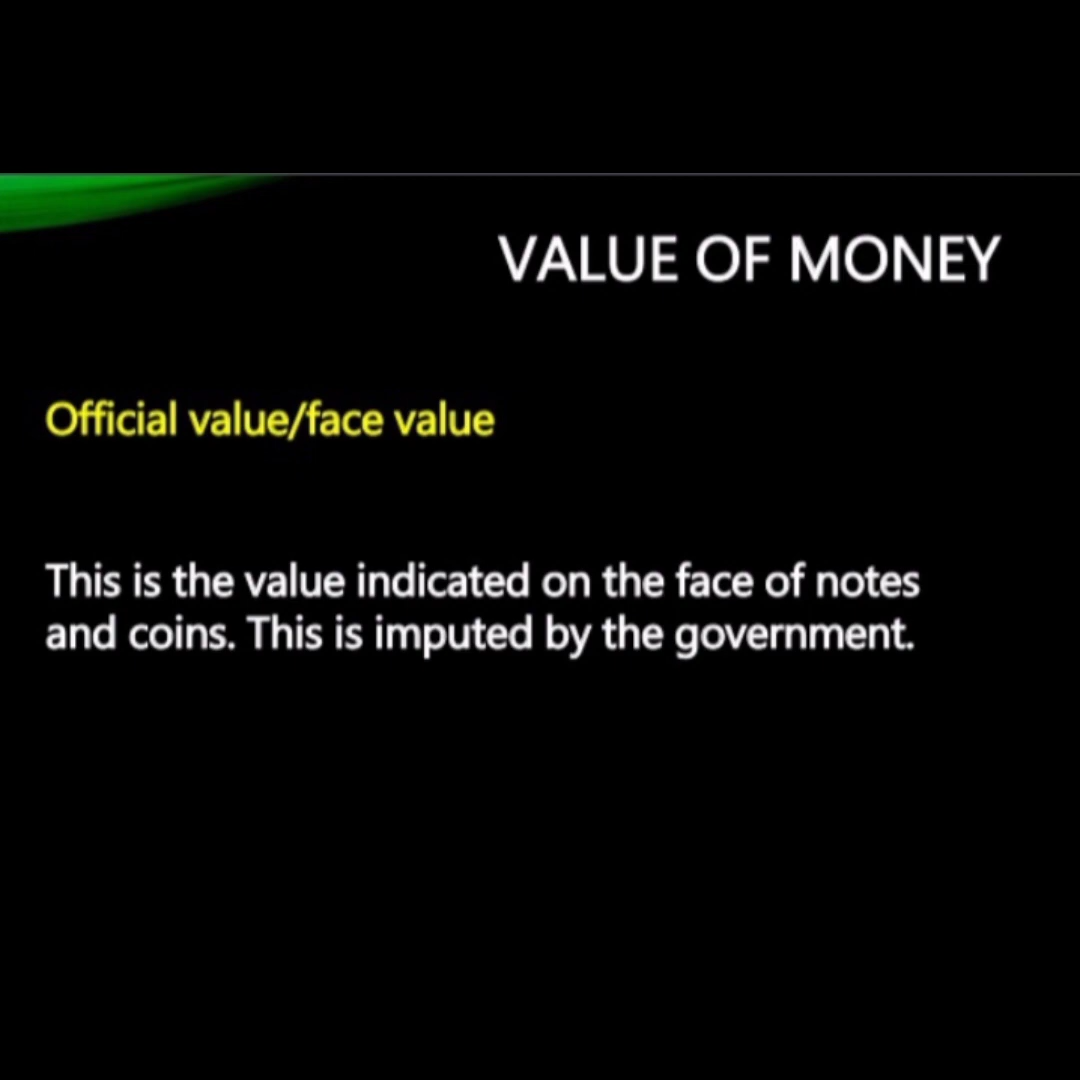 VALUE OF MONEY
Official value/face value
This is the value indicated on the face of notes
and coins. This is imputed by the government.